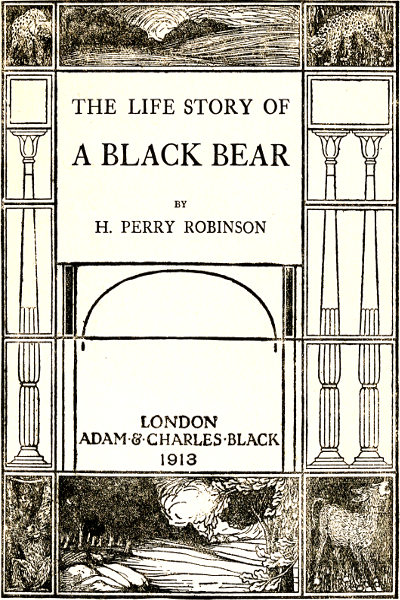 THE LIFE STORY OF
A BLACK BEAR
BY
H. PERRY ROBINSON
LONDON
ADAM·&·CHARLES·BLACK
1913